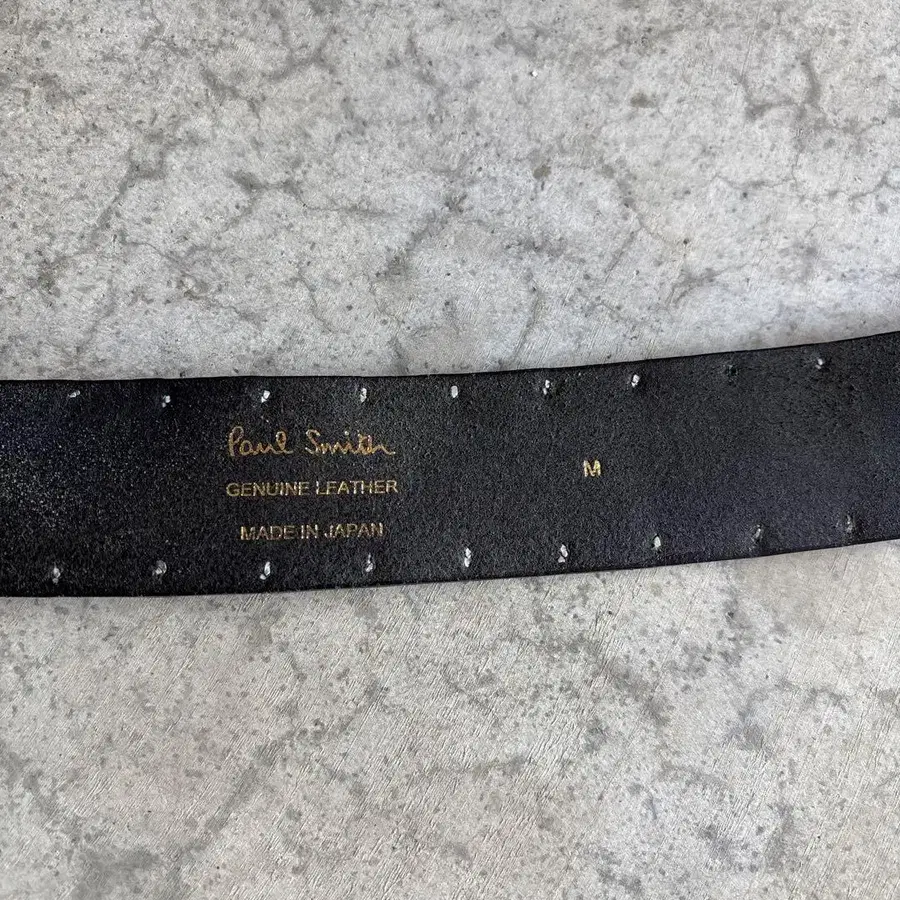 Paul Smith
GENUINE LEATHER
MADE IN JAPAN
M